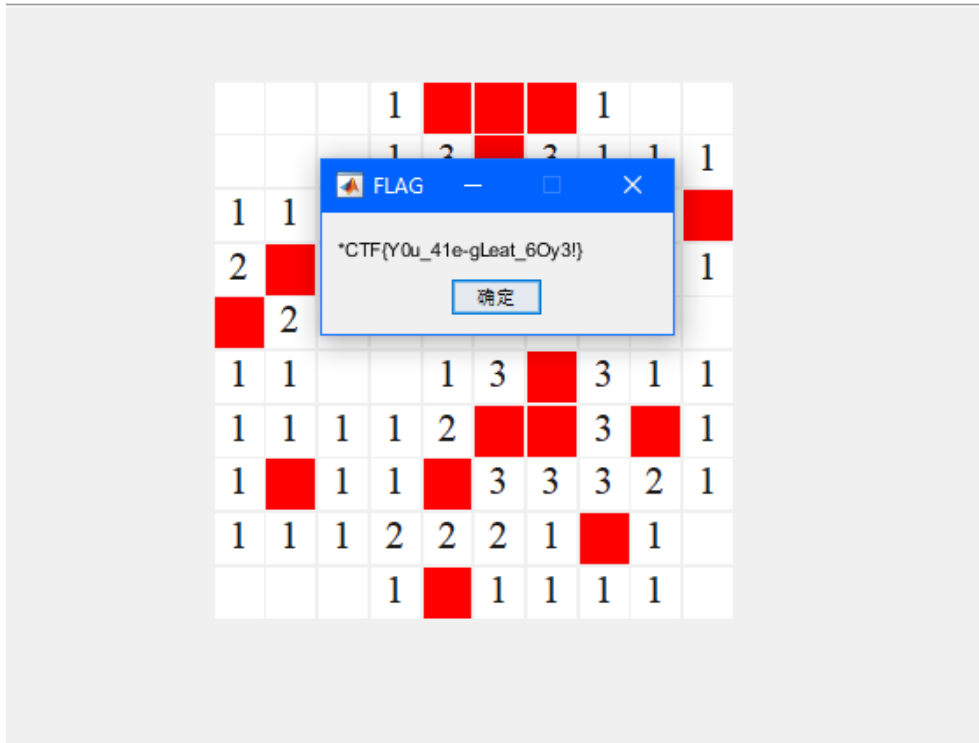 1 1
1 3 3 1 1 1
FLAG
1 1
*CTF{Y0u_41e-gLeat_6Oy3!}
2 1
确定
2
1 1 1 3 3 1 1
1 1 1 1 2 3 1
1 1 1 3 3 3 2 1
1 1 1 2 2 2 1 1
1 1 1 1 1